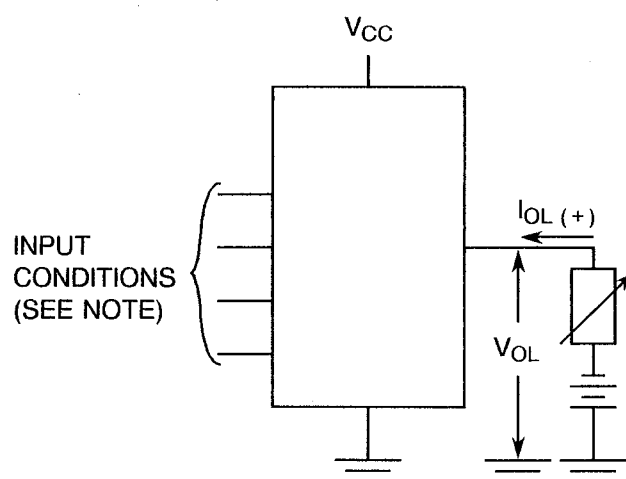 VCC
IOL (+)
INPUT
CONDITIONS
(SEE NOTE)
VOL